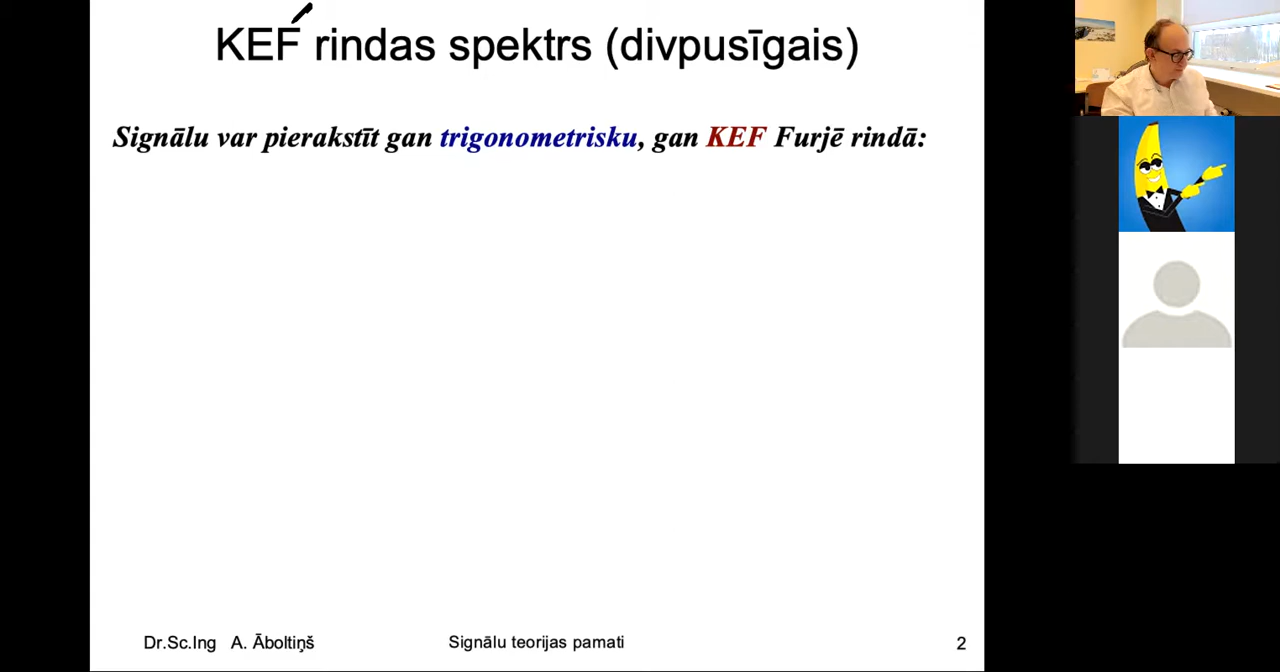 KEF rindas spektrs (divpusīgais)
Signālu var pierakstīt gan trigonometrisku, gan KEF Furjē rindā:
Dr.Sc.Ing A. Āboltiņš
Signālu teorijas pamati
2